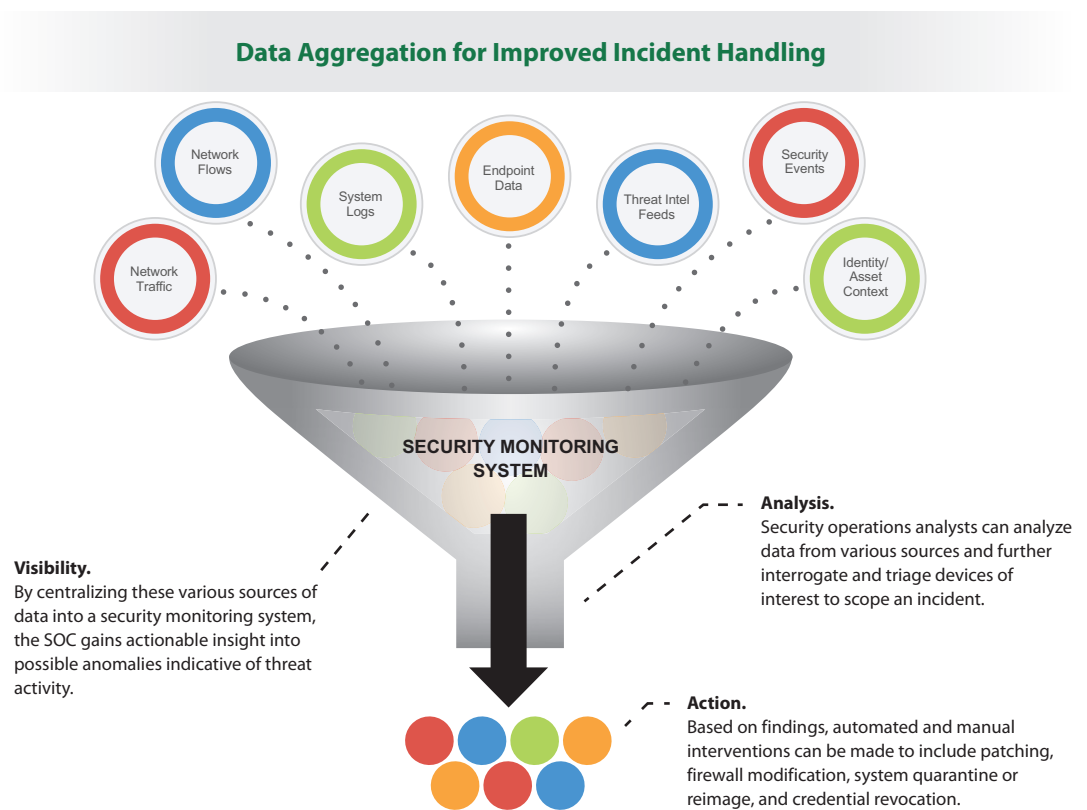 Data Aggregation for Improved Incident Handling
Network
Flows
System
Logs
Endpoint
Data
Threat Intel
Feeds
Security
Events
Network
Traffic
Identity/
Asset
Context
SECURITY MONITORING
SYSTEM
Visibility.
By centralizing these various sources of
data into a security monitoring system,
the SOC gains actionable insight into
possible anomalies indicative of threat
activity.
Analysis.
Security operations analysts can analyze
data from various sources and further
interrogate and triage devices of
interest to scope an incident.
Action.
Based on findings, automated and manual
interventions can be made to include patching,
firewall modification, system quarantine or
reimage, and credential revocation.